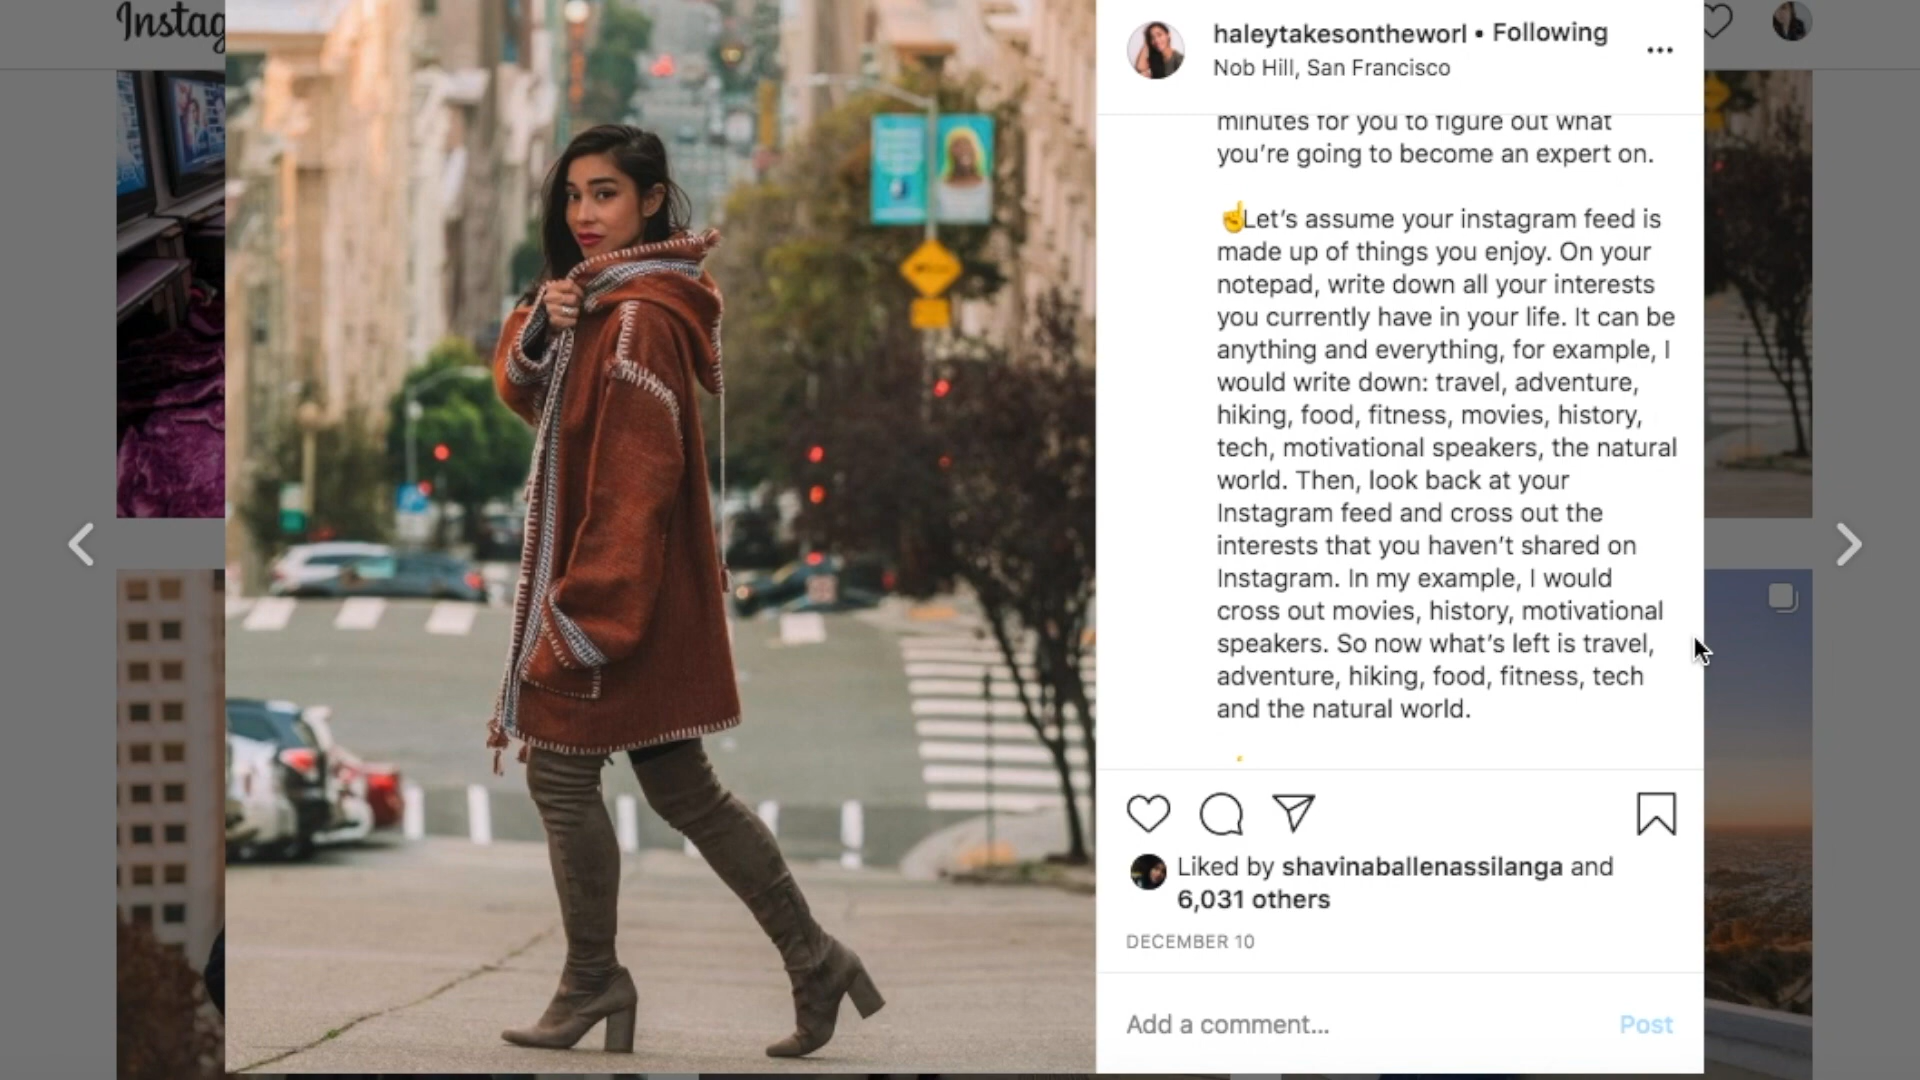 Instag
haleytakesontheworl • Following
Nob Hill, San Francisco
minutes for you to figure out what
you’re going to become an expert on.
☝Let’s assume your instagram feed is
made up of things you enjoy. On your
notepad, write down all your interests
you currently have in your life. It can be
anything and everything, for example, I
would write down: travel, adventure,
hiking, food, fitness, movies, history,
tech, motivational speakers, the natural
world. Then, look back at your
Instagram feed and cross out the
interests that you haven’t shared on
Instagram. In my example, I would
cross out movies, history, motivational
speakers. So now what’s left is travel,
adventure, hiking, food, fitness, tech
and the natural world.
Liked by shavinaballenassilanga and
6,031 others
DECEMBER 10
Add a comment...
Post